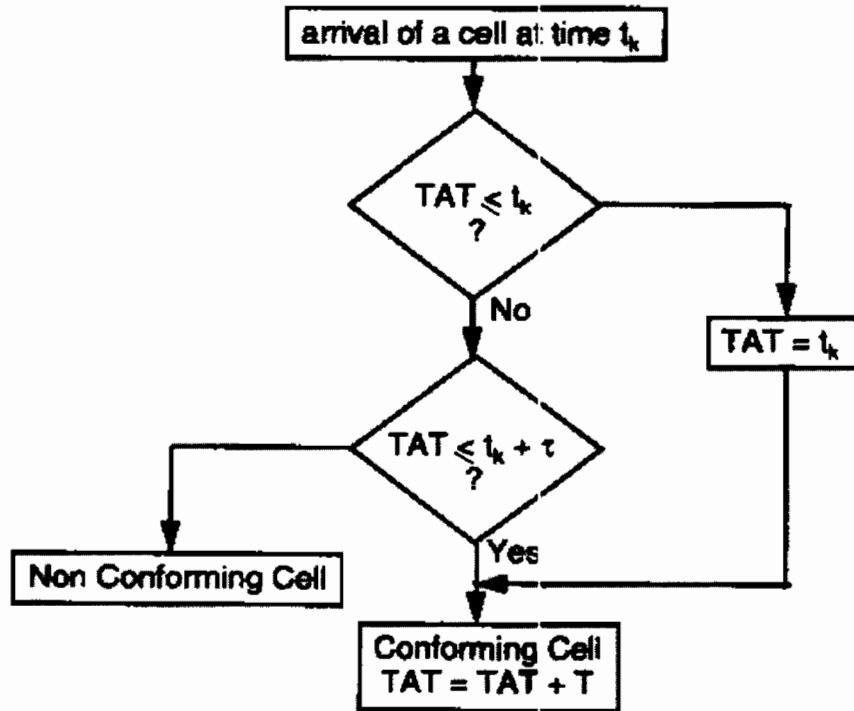 arrival of a cell at time tₖ
TAT ≤ tₖ
?
No
TAT = tₖ
TAT ≤ tₖ + τ
?
Yes
Non Conforming Cell
Conforming Cell
TAT = TAT + T